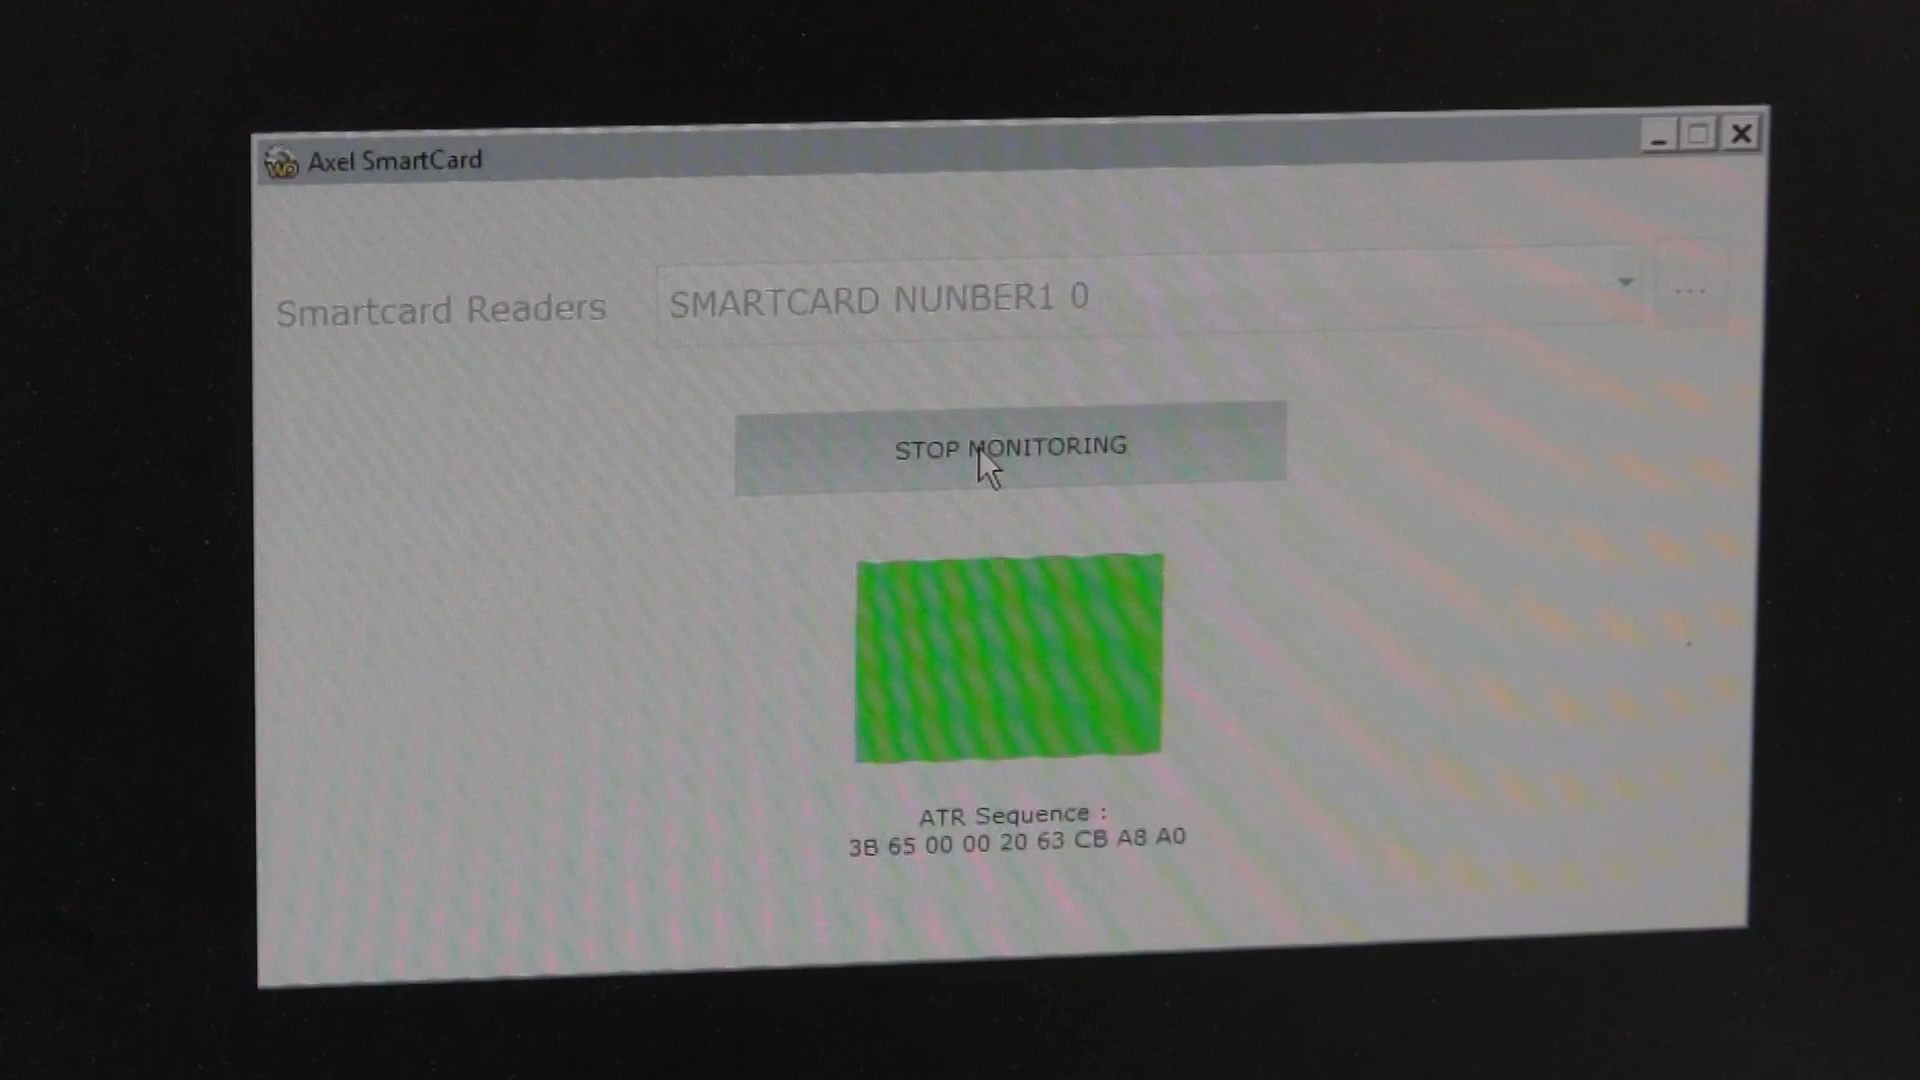 Axel SmartCard
Smartcard Readers
SMARTCARD NUNBER1 0
...
STOP MONITORING
ATR Sequence :
3B 65 00 00 20 63 CB A8 A0